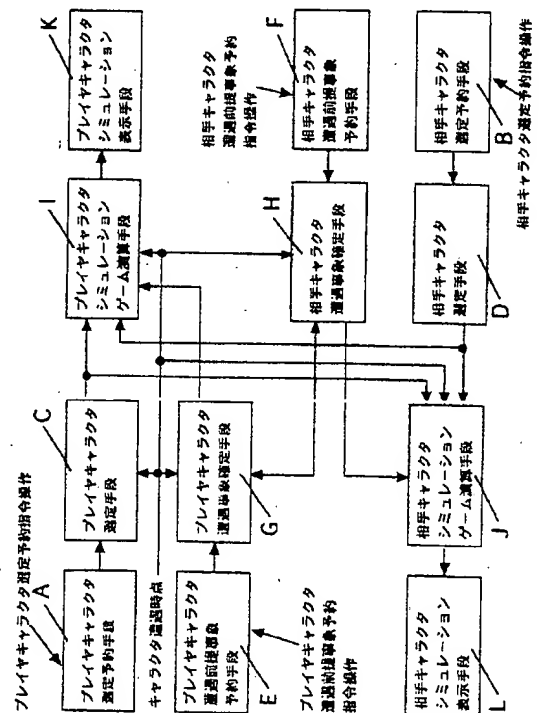 プレイヤキャラクタ選定予約指令操作
A
プレイヤキャラクタ
選定予約手段
C
プレイヤキャラクタ
選定手段
I
プレイヤキャラクタ
シミュレーション
ゲーム演算手段
K
プレイヤキャラクタ
シミュレーション
表示手段
キャラクタ遭遇時点
プレイヤキャラクタ
遭遇前提事象
予約手段
E
プレイヤキャラクタ
遭遇前提事象予約
指令操作
プレイヤキャラクタ
遭遇事象確定手段
G
相手キャラクタ
遭遇事象確定手段
H
相手キャラクタ
遭遇前提事象
予約手段
F
相手キャラクタ
遭遇前提事象予約
指令操作
相手キャラクタ
シミュレーション
表示手段
L
相手キャラクタ
シミュレーション
ゲーム演算手段
J
相手キャラクタ
選定手段
D
相手キャラクタ
選定予約手段
B
相手キャラクタ選定予約指令操作